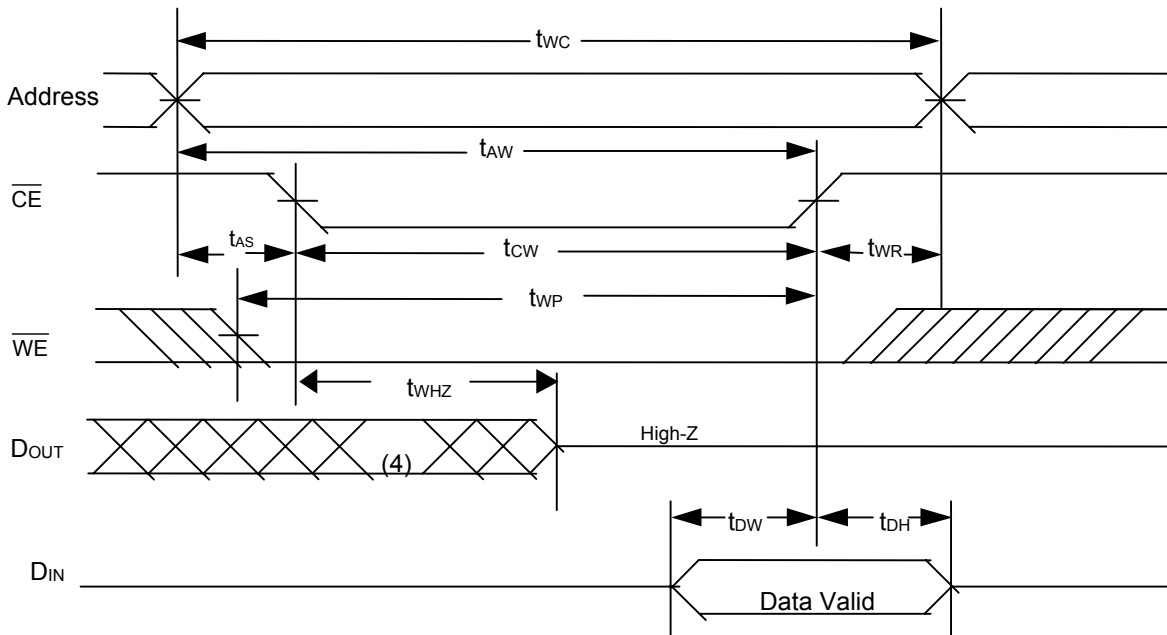 tWC
Address
tAW
CE
tAS
tCW
tWR
tWP
WE
tWHZ
DOUT
High-Z
(4)
tDW
tDH
DIN
Data Valid